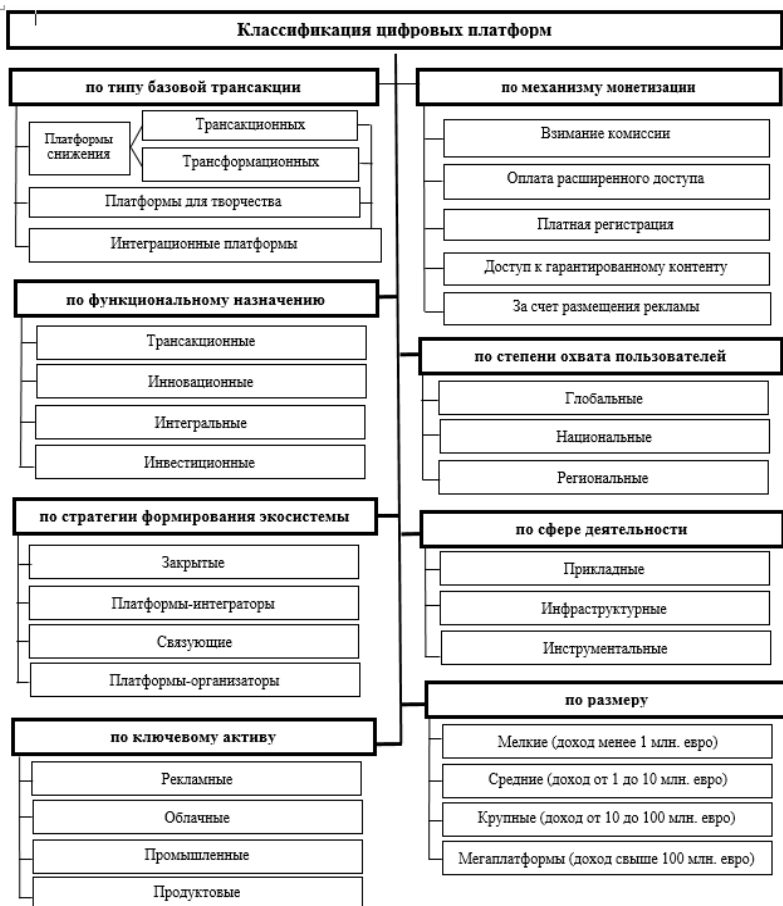 Классификация цифровых платформ
по типу базовой трансакции
Платформы
снижения
Трансакционных
Трансформационных
Платформы для творчества
Интеграционные платформы
по функциональному назначению
Трансакционные
Инновационные
Интегральные
Инвестиционные
по стратегии формирования экосистемы
Закрытые
Платформы-интеграторы
Связующие
Платформы-организаторы
по ключевому активу
Рекламные
Облачные
Промышленные
Продуктовые
по механизму монетизации
Взимание комиссии
Оплата расширенного доступа
Платная регистрация
Доступ к гарантированному контенту
За счет размещения рекламы
по степени охвата пользователей
Глобальные
Национальные
Региональные
по сфере деятельности
Прикладные
Инфраструктурные
Инструментальные
по размеру
Мелкие (доход менее 1 млн. евро)
Средние (доход от 1 до 10 млн. евро)
Крупные (доход от 10 до 100 млн. евро)
Мегаплатформы (доход свыше 100 млн. евро)